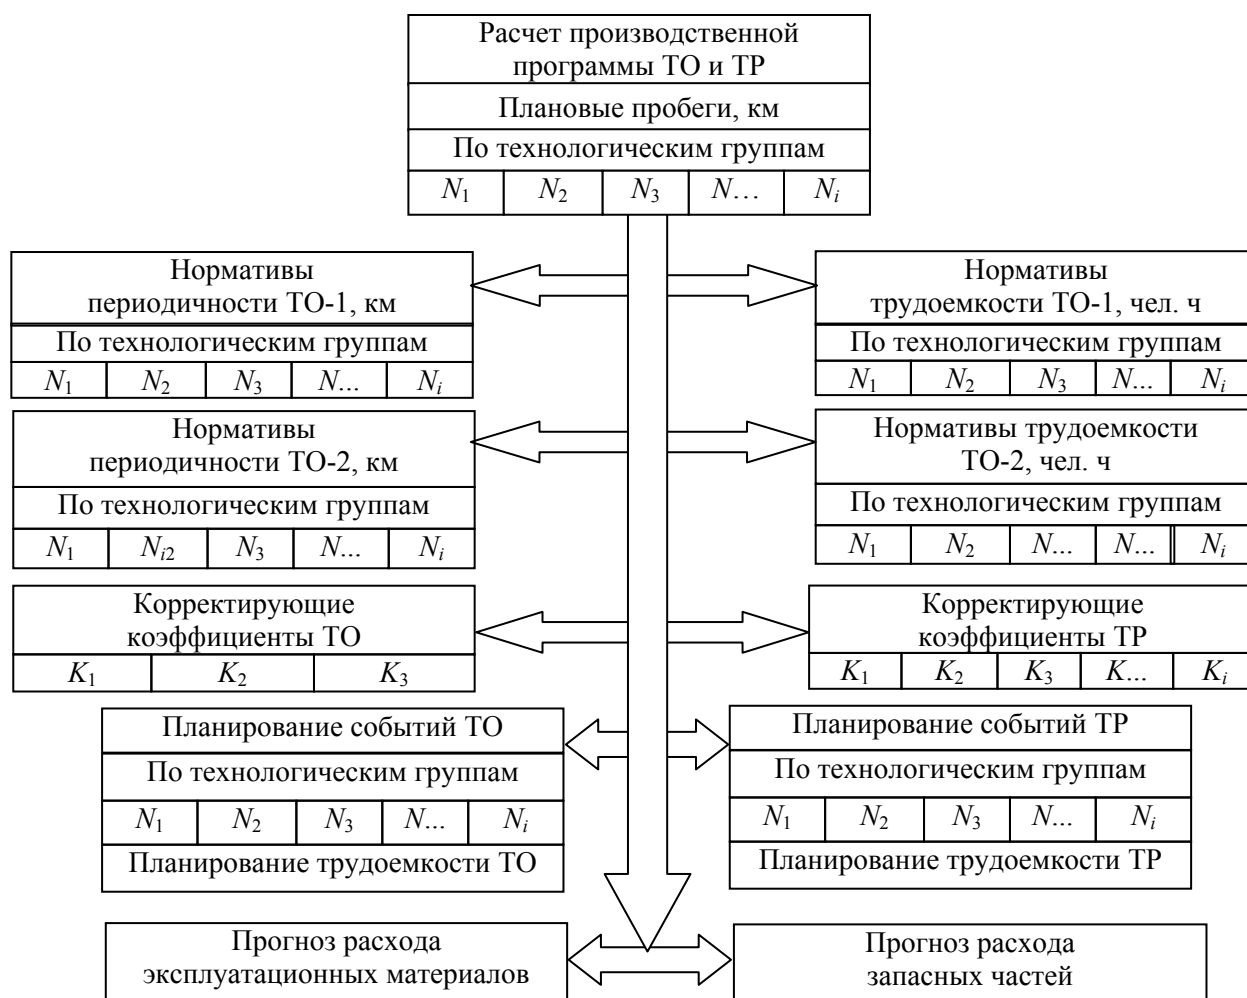 Расчет производственной
программы ТО и ТР
Плановые пробеги, км
По технологическим группам
N₁ N₂ N₃ N… Nᵢ
Нормативы
периодичности ТО-1, км
По технологическим группам
N₁ N₂ N₃ N... Nᵢ
Нормативы
трудоемкости ТО-1, чел. ч
По технологическим группам
N₁ N₂ N₃ N... Nᵢ
Нормативы
периодичности ТО-2, км
По технологическим группам
N₁ Nᵢ₂ N₃ N... Nᵢ
Нормативы трудоемкости
ТО-2, чел. ч
По технологическим группам
N₁ N₂ N... N... Nᵢ
Корректирующие
коэффициенты ТО
K₁ K₂ K₃
Корректирующие
коэффициенты ТР
K₁ K₂ K₃ K... Kᵢ
Планирование событий ТО
По технологическим группам
N₁ N₂ N₃ N... Nᵢ
Планирование трудоемкости ТО
Планирование событий ТР
По технологическим группам
N₁ N₂ N₃ N... Nᵢ
Планирование трудоемкости ТР
Прогноз расхода
эксплуатационных материалов
Прогноз расхода
запасных частей